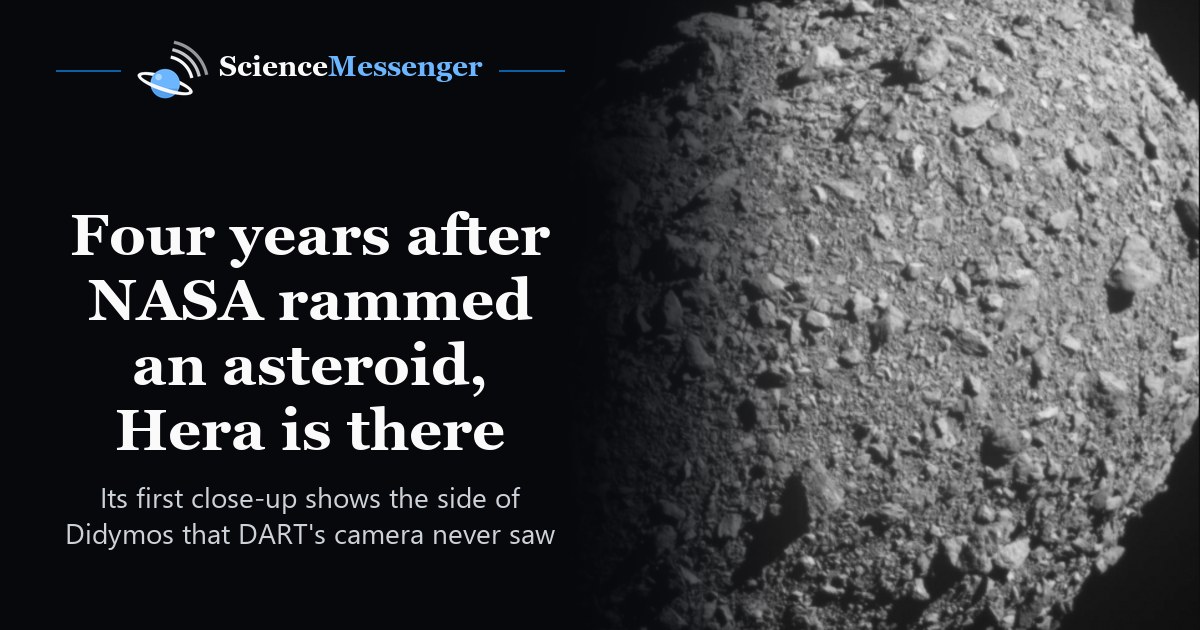 ScienceMessenger
Four years after
NASA rammed
an asteroid,
Hera is there
Its first close-up shows the side of
Didymos that DART's camera never saw